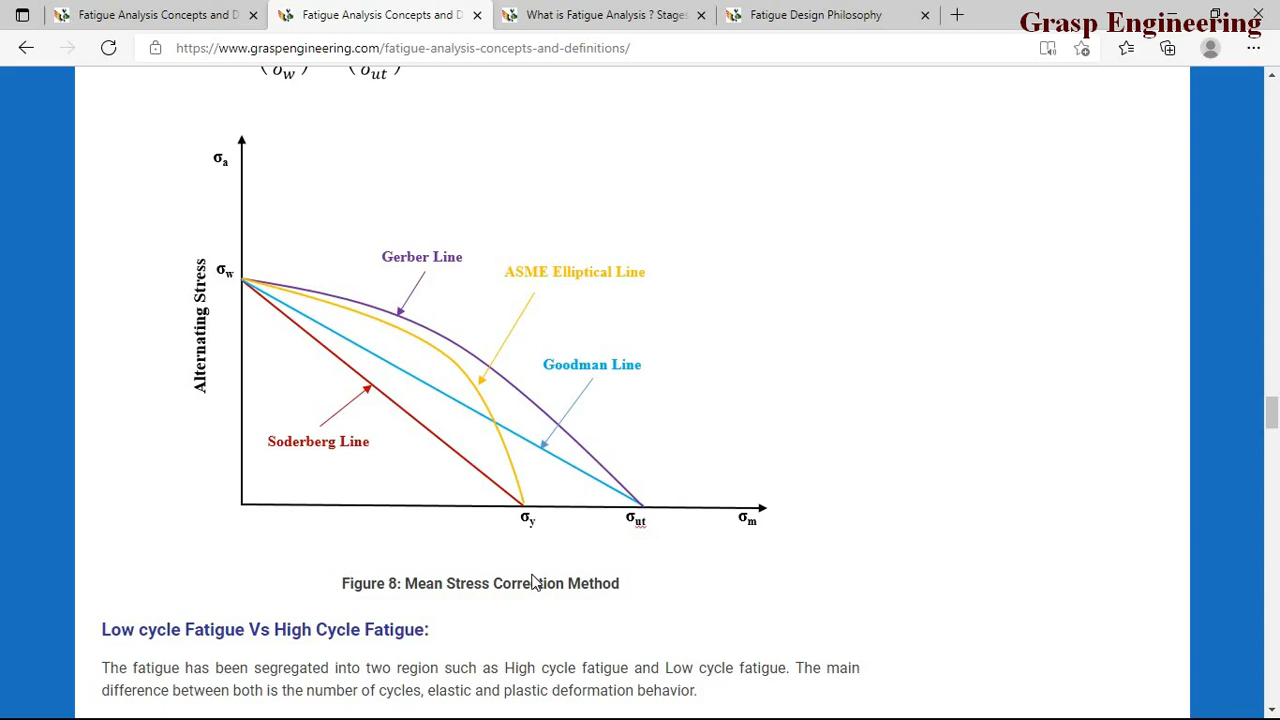 Fatigue Analysis Concepts and D
Fatigue Analysis Concepts and D
What is Fatigue Analysis ? Stages
Fatigue Design Philosophy
Grasp Engineering
https://www.graspengineering.com/fatigue-analysis-concepts-and-definitions/
(σw) (σut)
σa
Gerber Line
σw
ASME Elliptical Line
Alternating Stress
Goodman Line
Soderberg Line
σy σut σm
Figure 8: Mean Stress Correction Method
Low cycle Fatigue Vs High Cycle Fatigue:
The fatigue has been segregated into two region such as High cycle fatigue and Low cycle fatigue. The main
difference between both is the number of cycles, elastic and plastic deformation behavior.